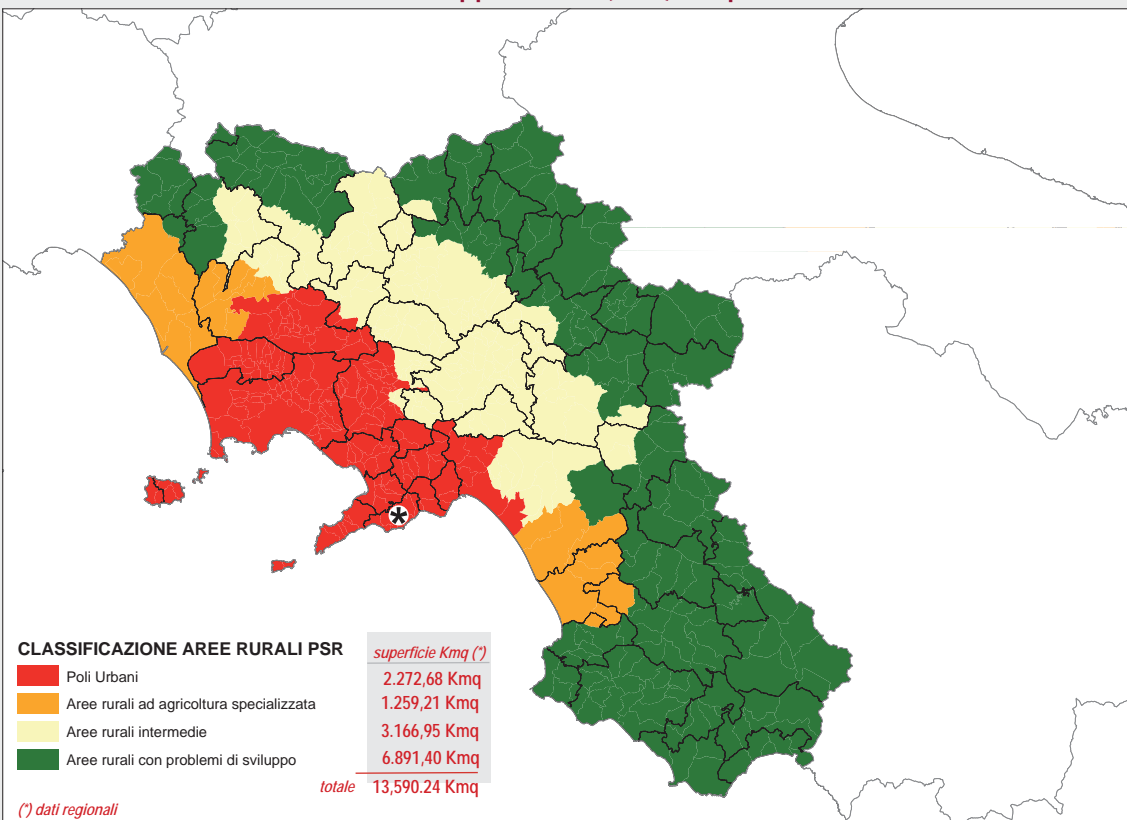 CLASSIFICAZIONE AREE RURALI PSR
superficie Kmq (*)
Poli Urbani 2.272,68 Kmq
Aree rurali ad agricoltura specializzata 1.259,21 Kmq
Aree rurali intermedie 3.166,95 Kmq
Aree rurali con problemi di sviluppo 6.891,40 Kmq
totale 13,590.24 Kmq
(*) dati regionali